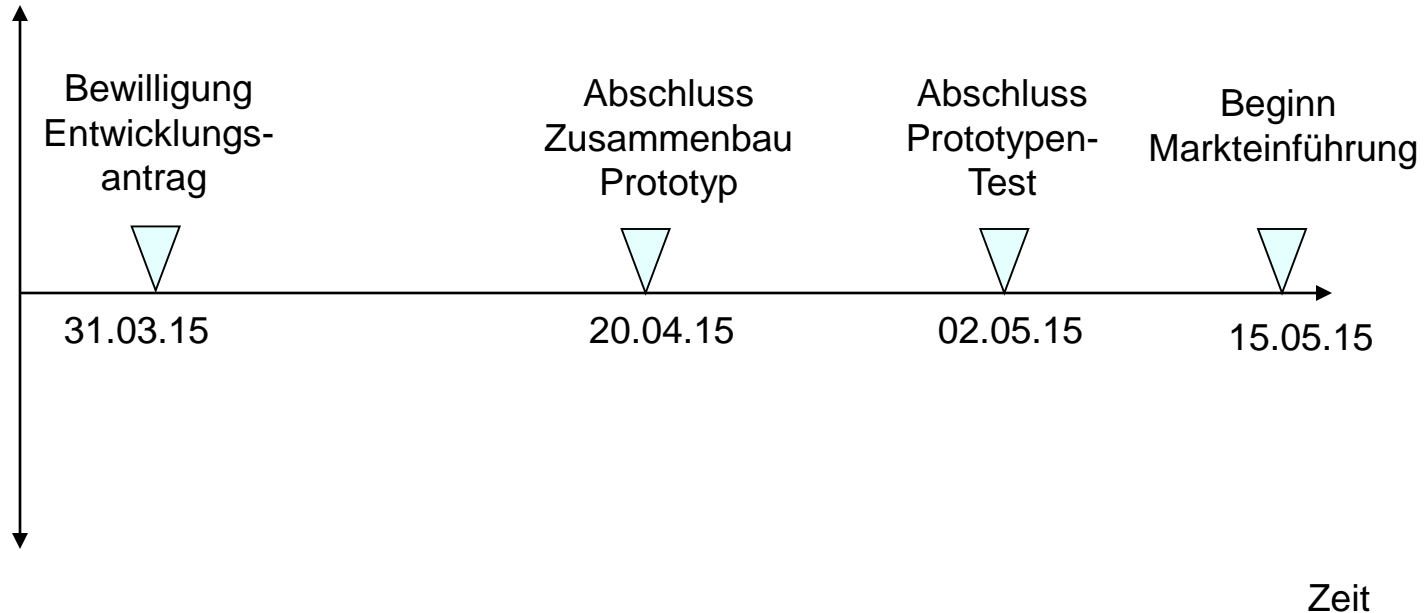 Bewilligung
Entwicklungs-
antrag
Abschluss
Zusammenbau
Prototyp
Abschluss
Prototypen-
Test
Beginn
Markteinführung
31.03.15
20.04.15
02.05.15
15.05.15
Zeit